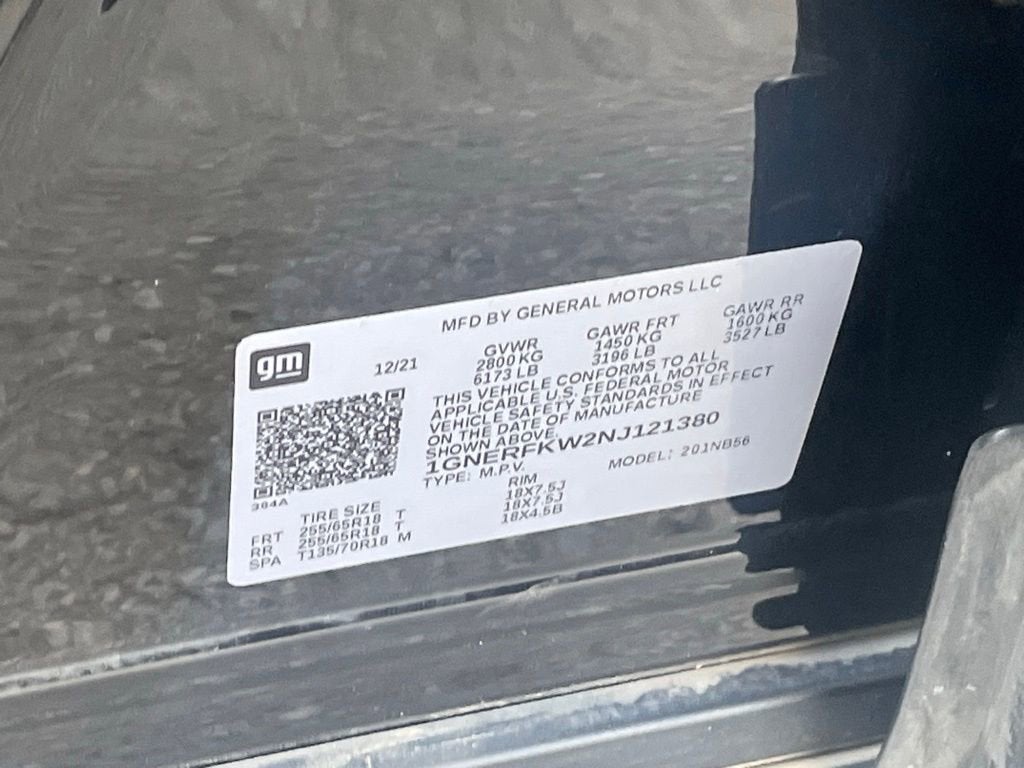 MFD BY GENERAL MOTORS LLC
gm
12/21
GVWR GAWR FRT GAWR RR
2800 KG 1450 KG 1600 KG
6173 LB 3196 LB 3527 LB
THIS VEHICLE CONFORMS TO ALL
APPLICABLE U.S. FEDERAL MOTOR
VEHICLE SAFETY STANDARDS IN EFFECT
ON THE DATE OF MANUFACTURE
SHOWN ABOVE.
1GNERFKW2NJ121380
TYPE: M.P.V. MODEL: 201NB56
384A
TIRE SIZE RIM
FRT 255/65R18 T 18X7.5J
RR 255/65R18 T 18X7.5J
SPA T135/70R18 M 18X4.5B